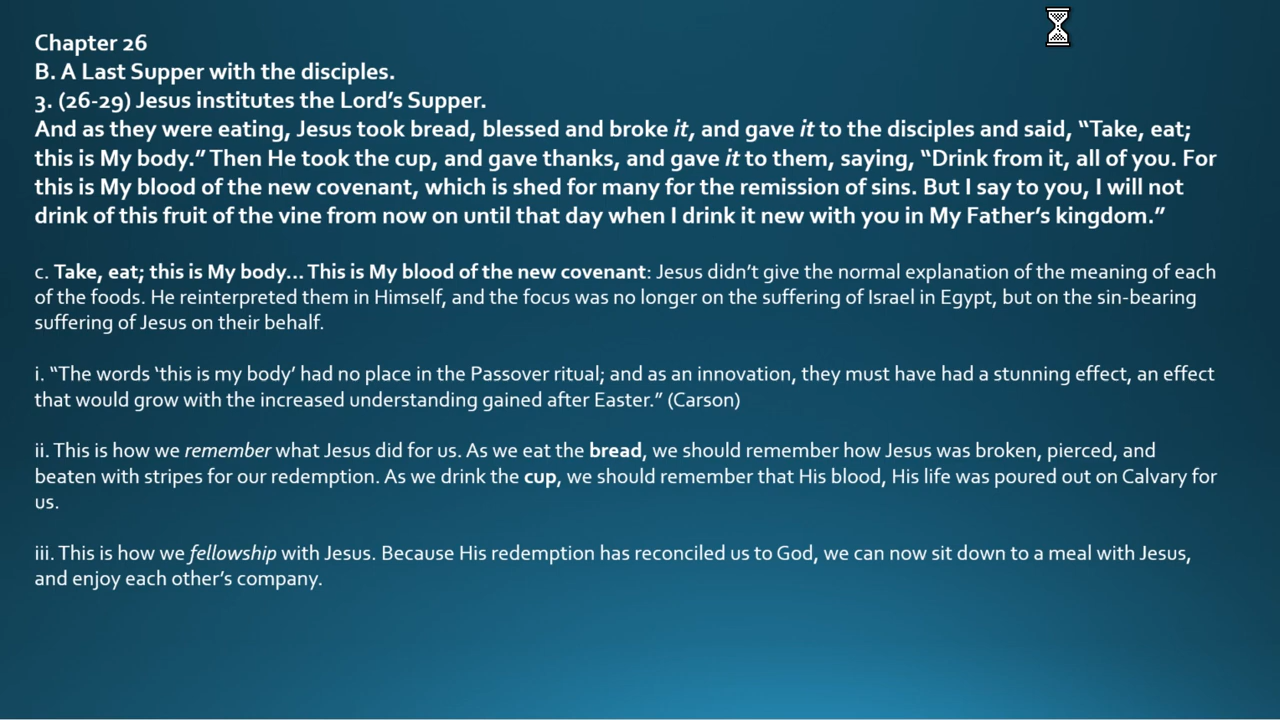 Chapter 26
B. A Last Supper with the disciples.
3. (26-29) Jesus institutes the Lord’s Supper.
And as they were eating, Jesus took bread, blessed and broke it, and gave it to the disciples and said, “Take, eat;
this is My body.” Then He took the cup, and gave thanks, and gave it to them, saying, “Drink from it, all of you. For
this is My blood of the new covenant, which is shed for many for the remission of sins. But I say to you, I will not
drink of this fruit of the vine from now on until that day when I drink it new with you in My Father’s kingdom.”
c. Take, eat; this is My body… This is My blood of the new covenant: Jesus didn’t give the normal explanation of the meaning of each
of the foods. He reinterpreted them in Himself, and the focus was no longer on the suffering of Israel in Egypt, but on the sin-bearing
suffering of Jesus on their behalf.
i. “The words ‘this is my body’ had no place in the Passover ritual; and as an innovation, they must have had a stunning effect, an effect
that would grow with the increased understanding gained after Easter.” (Carson)
ii. This is how we remember what Jesus did for us. As we eat the bread, we should remember how Jesus was broken, pierced, and
beaten with stripes for our redemption. As we drink the cup, we should remember that His blood, His life was poured out on Calvary for
us.
iii. This is how we fellowship with Jesus. Because His redemption has reconciled us to God, we can now sit down to a meal with Jesus,
and enjoy each other’s company.